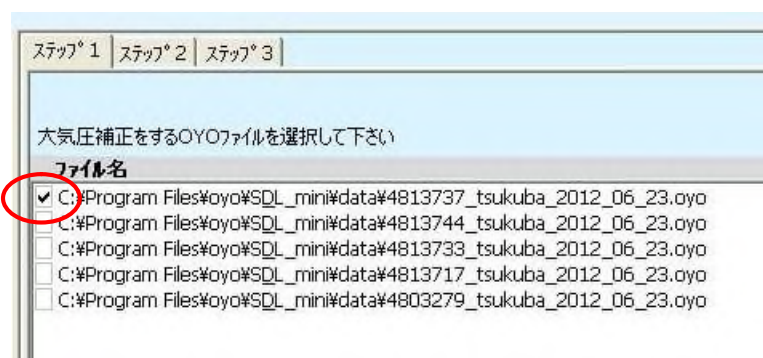 ｽﾃｯﾌﾟ1 ｽﾃｯﾌﾟ2 ｽﾃｯﾌﾟ3
大気圧補正をするOYOﾌｧｲﾙを選択して下さい
ﾌｧｲﾙ名
C:¥Program Files¥oyo¥SDL_mini¥data¥4813737_tsukuba_2012_06_23.oyo
C:¥Program Files¥oyo¥SDL_mini¥data¥4813744_tsukuba_2012_06_23.oyo
C:¥Program Files¥oyo¥SDL_mini¥data¥4813733_tsukuba_2012_06_23.oyo
C:¥Program Files¥oyo¥SDL_mini¥data¥4813717_tsukuba_2012_06_23.oyo
C:¥Program Files¥oyo¥SDL_mini¥data¥4803279_tsukuba_2012_06_23.oyo